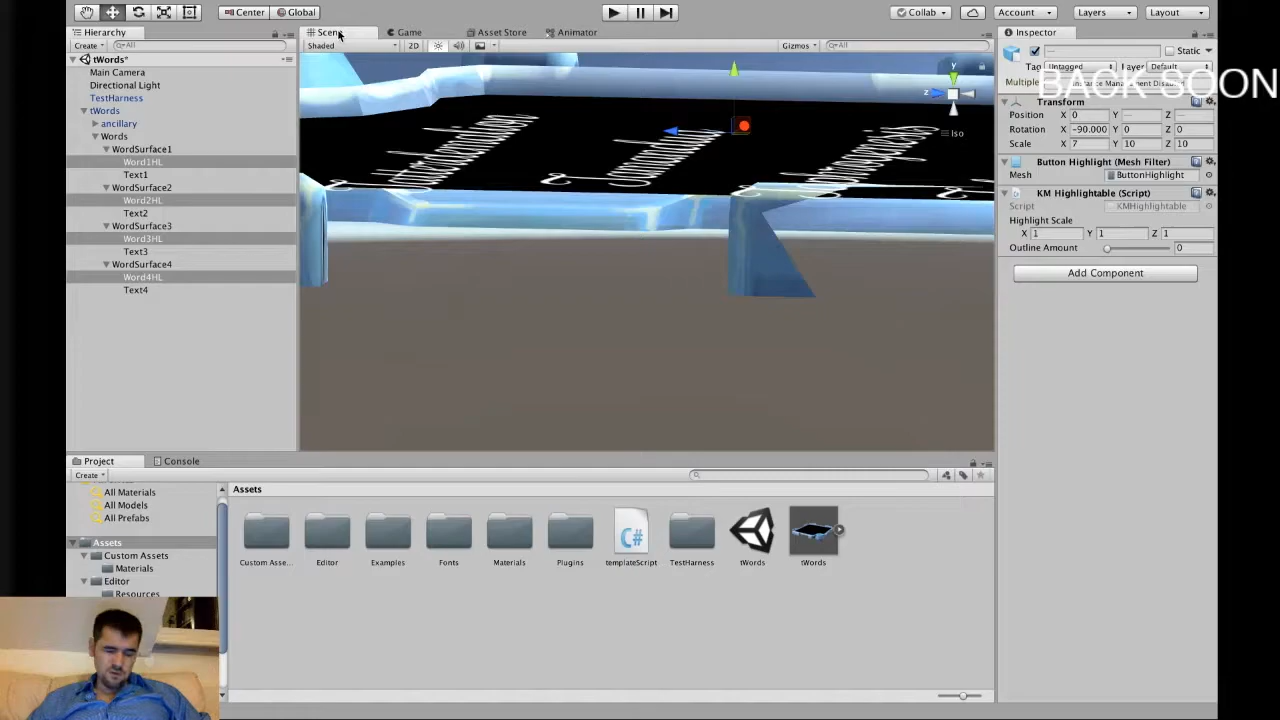 Center
Global
Collab
Account
Layers
Layout
Hierarchy
Create
All
tWords*
Main Camera
Directional Light
TestHarness
tWords
ancillary
Words
WordSurface1
Word1HL
Text1
WordSurface2
Word2HL
Text2
WordSurface3
Word3HL
Text3
WordSurface4
Word4HL
Text4
Scene
Game
Asset Store
Animator
Shaded
2D
Gizmos
All
y
z
Iso
Inspector
Static
Tag Untagged Layer Default
BACK SOON
Transform
Position X 0 Y — Z —
Rotation X -90.000 Y 0 Z 0
Scale X 7 Y 10 Z 10
Button Highlight (Mesh Filter)
Mesh ButtonHighlight
KM Highlightable (Script)
Script KMHighlightable
Highlight Scale
X 1 Y 1 Z 1
Outline Amount 0
Add Component
Project
Console
Create
All Materials
All Models
All Prefabs
Assets
Custom Assets
Materials
Editor
Resources
Assets
Custom Asse...
Editor
Examples
Fonts
Materials
Plugins
templateScript
TestHarness
tWords
tWords
C#